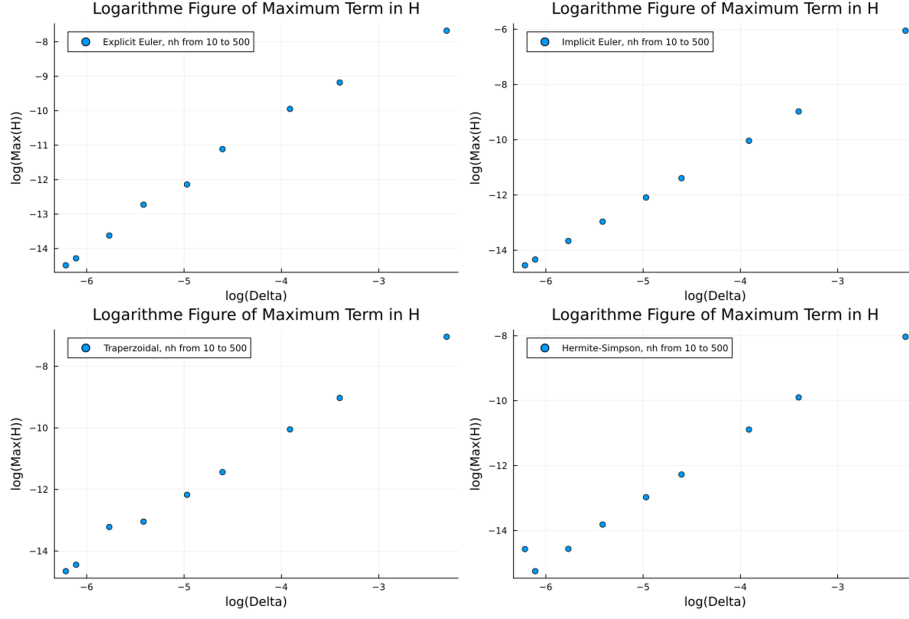 Logarithme Figure of Maximum Term in H
Explicit Euler, nh from 10 to 500
log(Max(H))
−8
−9
−10
−11
−12
−13
−14
−6
−5
−4
−3
log(Delta)
Logarithme Figure of Maximum Term in H
Implicit Euler, nh from 10 to 500
log(Max(H))
−6
−8
−10
−12
−14
−6
−5
−4
−3
log(Delta)
Logarithme Figure of Maximum Term in H
Traperzoidal, nh from 10 to 500
log(Max(H))
−8
−10
−12
−14
−6
−5
−4
−3
log(Delta)
Logarithme Figure of Maximum Term in H
Hermite-Simpson, nh from 10 to 500
log(Max(H))
−8
−10
−12
−14
−6
−5
−4
−3
log(Delta)